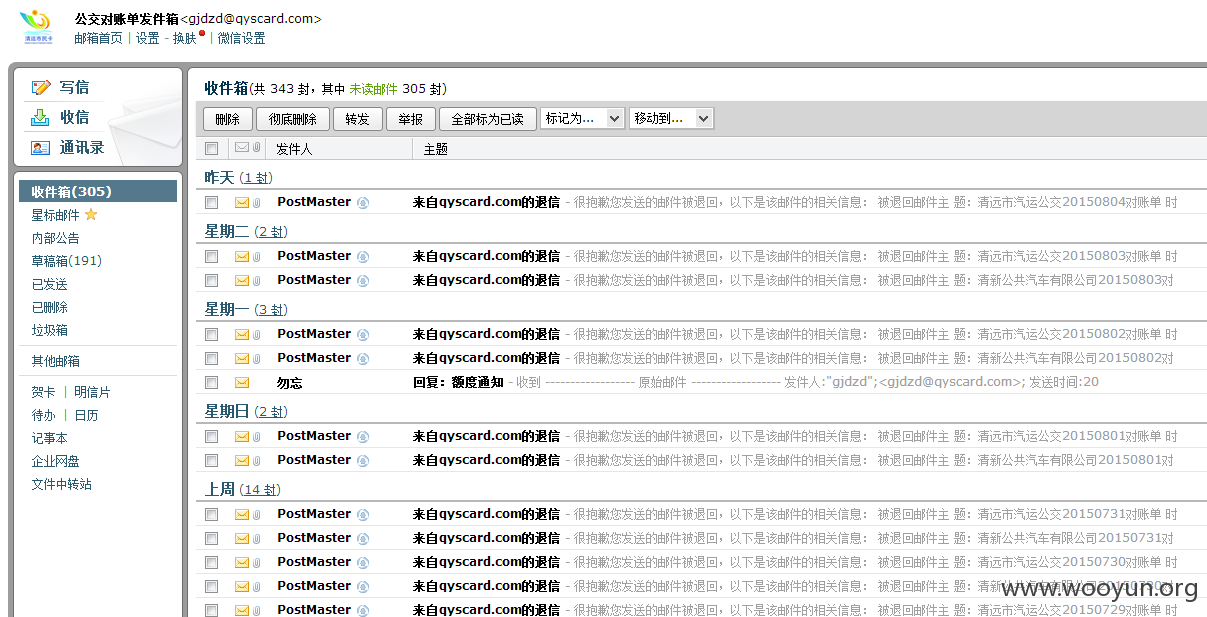 公交对账单发件箱<gjdzd@qyscard.com>
邮箱首页 | 设置 - 换肤 | 微信设置
清远市民卡
写信
收信
通讯录
收件箱(305)
星标邮件
内部公告
草稿箱(191)
已发送
已删除
垃圾箱
其他邮箱
贺卡 | 明信片
待办 | 日历
记事本
企业网盘
文件中转站
收件箱(共 343 封，其中 未读邮件 305 封)
删除 彻底删除 转发 举报 全部标为已读 标记为... 移动到...
发件人 主题
昨天 (1 封)
PostMaster 来自qyscard.com的退信 - 很抱歉您发送的邮件被退回，以下是该邮件的相关信息： 被退回邮件主 题：清远市汽运公交20150804对账单 时
星期二 (2 封)
PostMaster 来自qyscard.com的退信 - 很抱歉您发送的邮件被退回，以下是该邮件的相关信息： 被退回邮件主 题：清远市汽运公交20150803对账单 时
PostMaster 来自qyscard.com的退信 - 很抱歉您发送的邮件被退回，以下是该邮件的相关信息： 被退回邮件主 题：清新公共汽车有限公司20150803对
星期一 (3 封)
PostMaster 来自qyscard.com的退信 - 很抱歉您发送的邮件被退回，以下是该邮件的相关信息： 被退回邮件主 题：清远市汽运公交20150802对账单 时
PostMaster 来自qyscard.com的退信 - 很抱歉您发送的邮件被退回，以下是该邮件的相关信息： 被退回邮件主 题：清新公共汽车有限公司20150802对
勿忘 回复：额度通知 - 收到 ------------------ 原始邮件 ------------------ 发件人:"gjdzd";<gjdzd@qyscard.com>; 发送时间:20
星期日 (2 封)
PostMaster 来自qyscard.com的退信 - 很抱歉您发送的邮件被退回，以下是该邮件的相关信息： 被退回邮件主 题：清远市汽运公交20150801对账单 时
PostMaster 来自qyscard.com的退信 - 很抱歉您发送的邮件被退回，以下是该邮件的相关信息： 被退回邮件主 题：清新公共汽车有限公司20150801对
上周 (14 封)
PostMaster 来自qyscard.com的退信 - 很抱歉您发送的邮件被退回，以下是该邮件的相关信息： 被退回邮件主 题：清远市汽运公交20150731对账单 时
PostMaster 来自qyscard.com的退信 - 很抱歉您发送的邮件被退回，以下是该邮件的相关信息： 被退回邮件主 题：清新公共汽车有限公司20150731对
PostMaster 来自qyscard.com的退信 - 很抱歉您发送的邮件被退回，以下是该邮件的相关信息： 被退回邮件主 题：清远市汽运公交20150730对账单 时
PostMaster 来自qyscard.com的退信 - 很抱歉您发送的邮件被退回，以下是该邮件的相关信息： 被退回邮件主 题：清新公共汽车有限公司20150730对
PostMaster 来自qyscard.com的退信 - 很抱歉您发送的邮件被退回，以下是该邮件的相关信息： 被退回邮件主 题：清远市汽运公交20150729对账单 时
www.wooyun.org